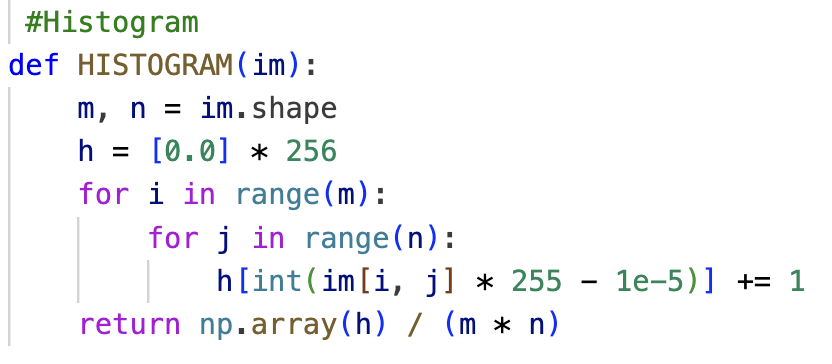 #Histogram
def HISTOGRAM(im):
    m, n = im.shape
    h = [0.0] * 256
    for i in range(m):
        for j in range(n):
            h[int(im[i, j] * 255 - 1e-5)] += 1
    return np.array(h) / (m * n)